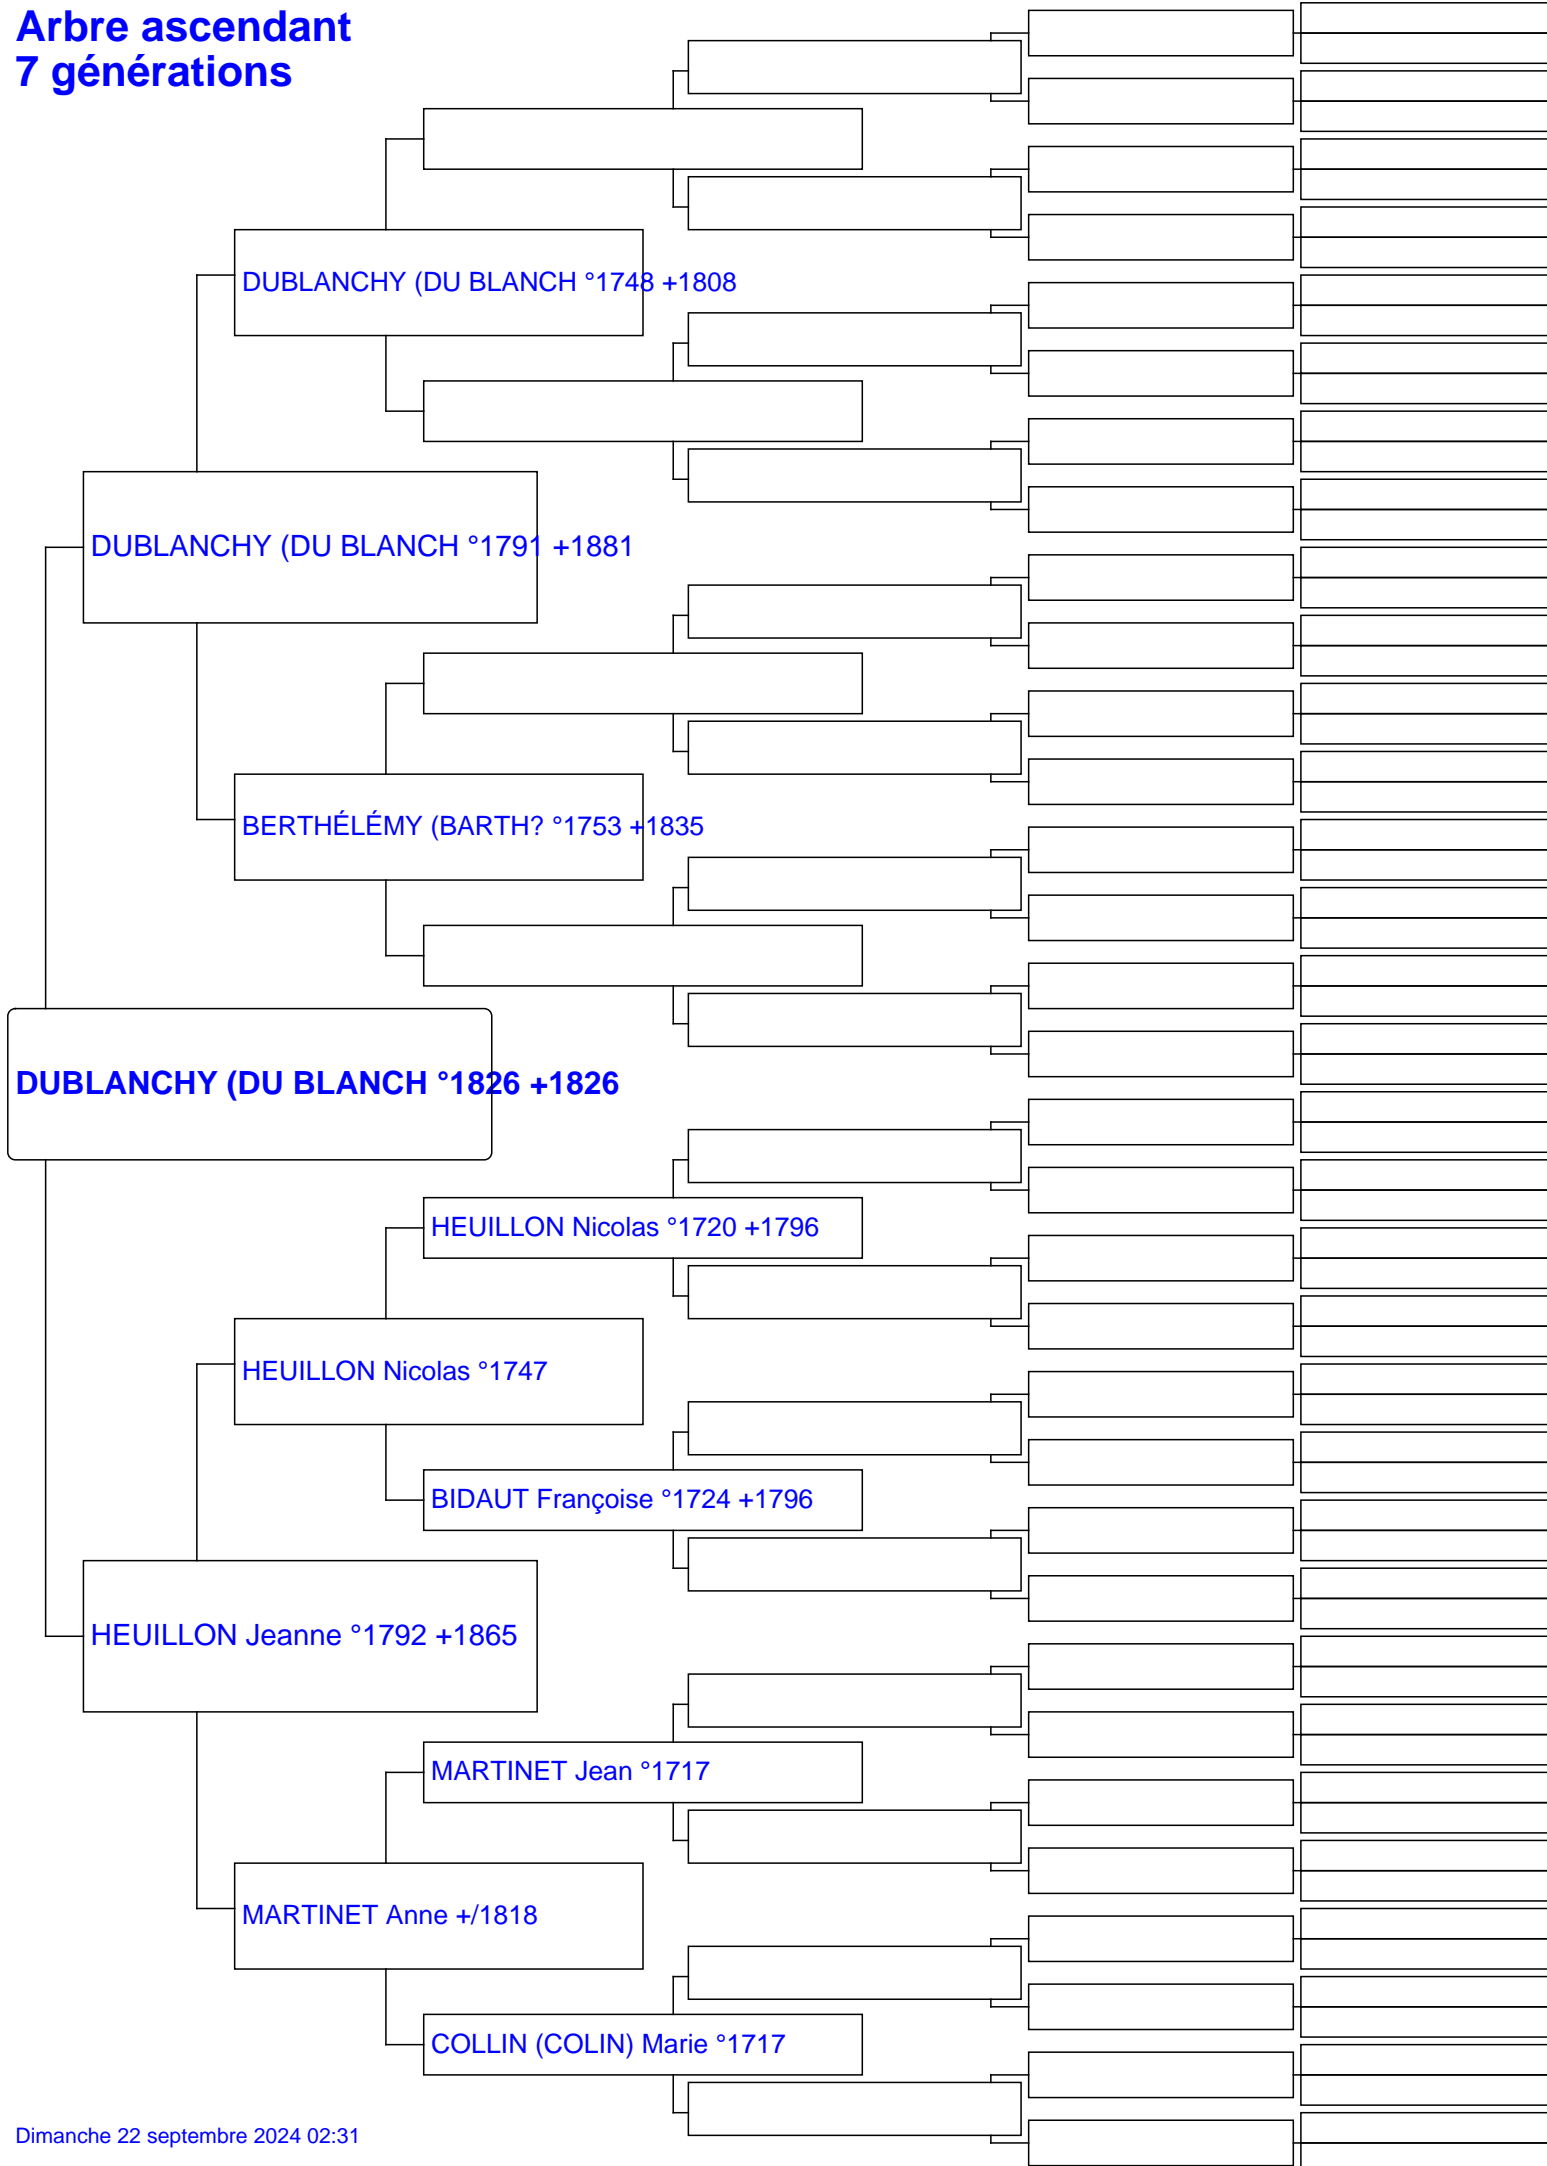 Arbre ascendant
7 générations
DUBLANCHY (DU BLANCH °1748 +1808
DUBLANCHY (DU BLANCH °1791 +1881
BERTHÉLÉMY (BARTH? °1753 +1835
DUBLANCHY (DU BLANCH °1826 +1826
HEUILLON Nicolas °1720 +1796
HEUILLON Nicolas °1747
BIDAUT Françoise °1724 +1796
HEUILLON Jeanne °1792 +1865
MARTINET Jean °1717
MARTINET Anne +/1818
COLLIN (COLIN) Marie °1717
Dimanche 22 septembre 2024 02:31